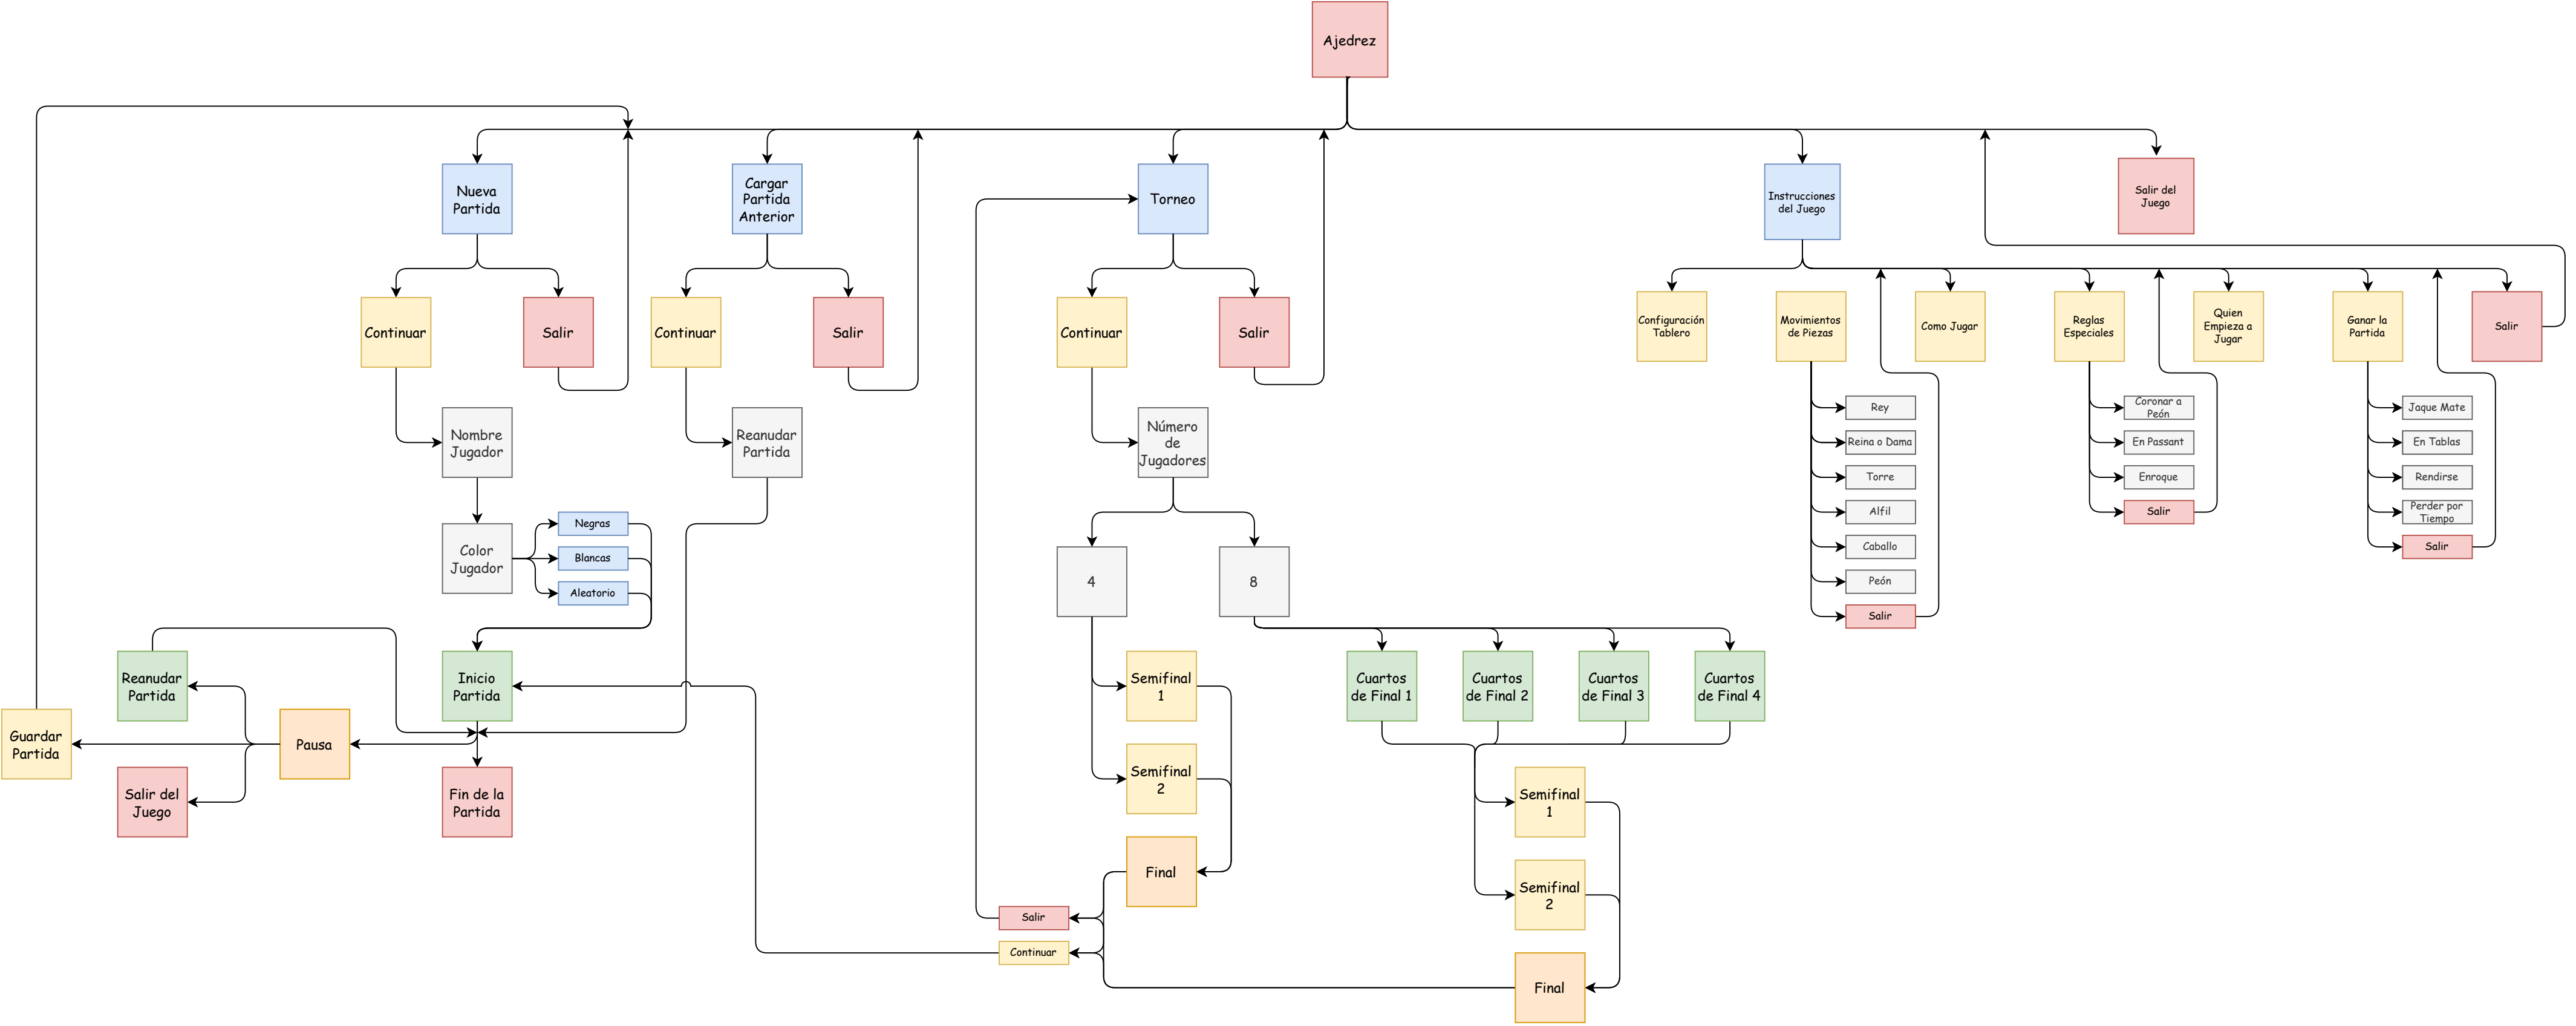 Ajedrez
Nueva
Partida
Cargar
Partida
Anterior
Torneo
Instrucciones
del Juego
Salir del
Juego
Continuar
Salir
Continuar
Salir
Continuar
Salir
Configuración
Tablero
Movimientos
de Piezas
Como Jugar
Reglas
Especiales
Quien
Empieza a
Jugar
Ganar la
Partida
Salir
Nombre
Jugador
Reanudar
Partida
Número
de
Jugadores
Rey
Reina o Dama
Torre
Alfil
Caballo
Peón
Salir
Coronar a
Peón
En Passant
Enroque
Salir
Jaque Mate
En Tablas
Rendirse
Perder por
Tiempo
Salir
Color
Jugador
Negras
Blancas
Aleatorio
4
8
Reanudar
Partida
Inicio
Partida
Semifinal
1
Cuartos
de Final 1
Cuartos
de Final 2
Cuartos
de Final 3
Cuartos
de Final 4
Guardar
Partida
Pausa
Semifinal
2
Salir del
Juego
Fin de la
Partida
Semifinal
1
Final
Semifinal
2
Salir
Continuar
Final